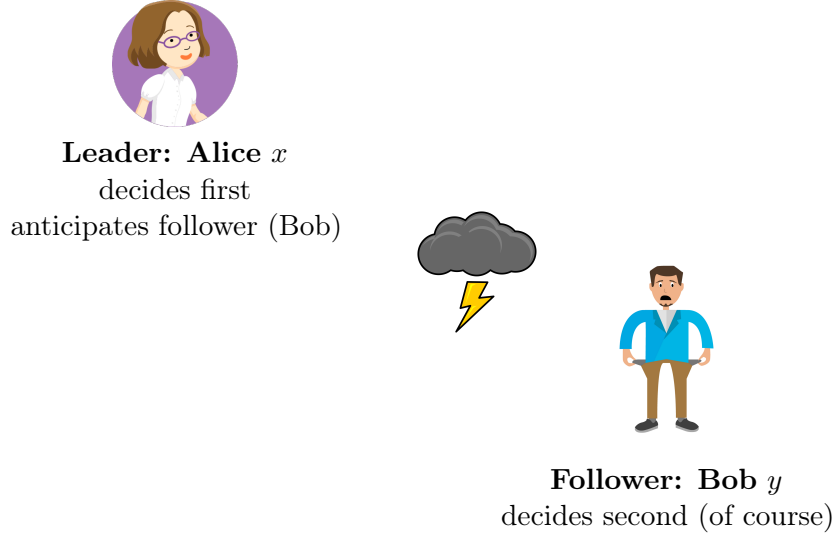 Leader: Alice x
decides first
anticipates follower (Bob)
Follower: Bob y
decides second (of course)